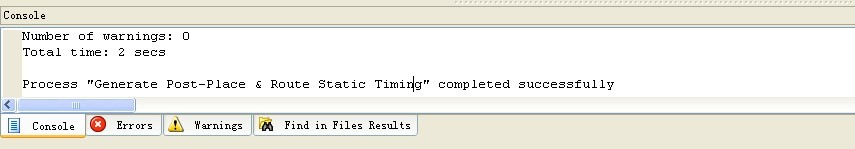 Console
Number of warnings: 0
Total time: 2 secs
Process "Generate Post-Place & Route Static Timing" completed successfully
Console Errors Warnings Find in Files Results